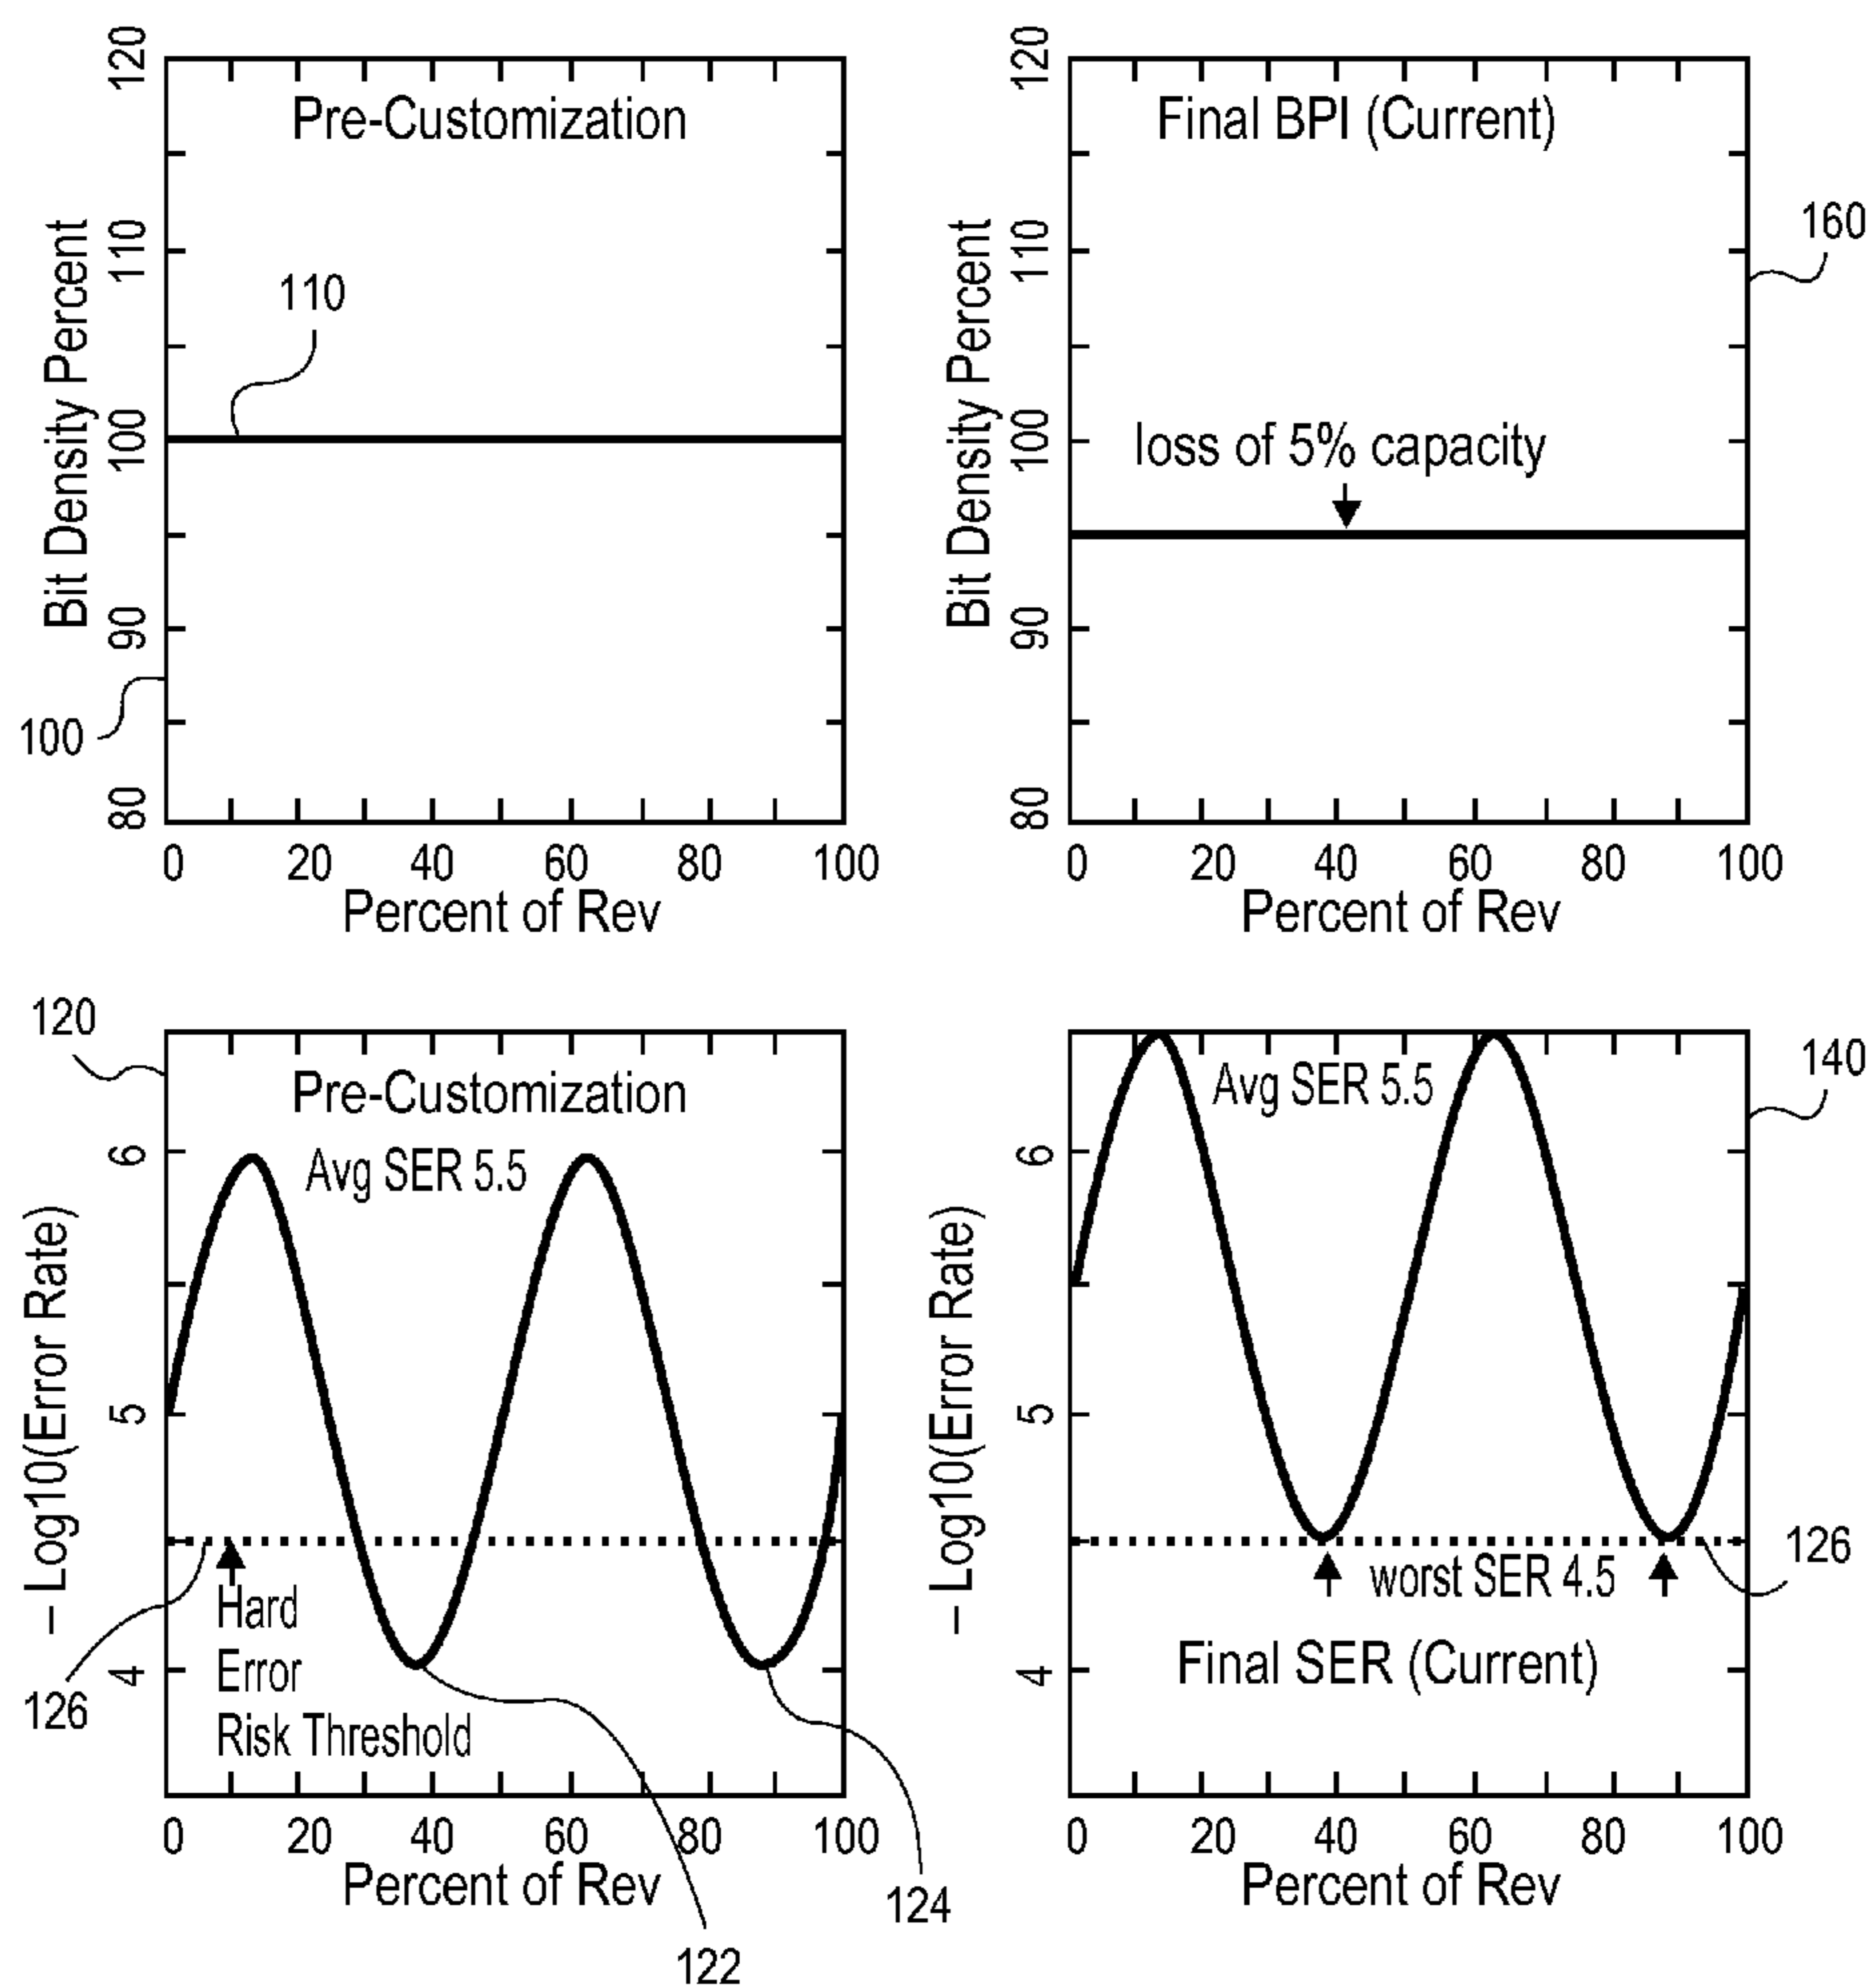 Pre-Customization
120
110
100
90
80
Bit Density Percent
110
100
0 20 40 60 80 100
Percent of Rev
Final BPI (Current)
120
110
100
90
80
Bit Density Percent
loss of 5% capacity
160
0 20 40 60 80 100
Percent of Rev
120
Pre-Customization
Avg SER 5.5
6
5
4
–Log10(Error Rate)
Hard
Error
Risk Threshold
126
0 20 40 60 80 100
Percent of Rev
122
124
Avg SER 5.5
140
6
5
4
–Log10(Error Rate)
126
worst SER 4.5
Final SER (Current)
0 20 40 60 80 100
Percent of Rev